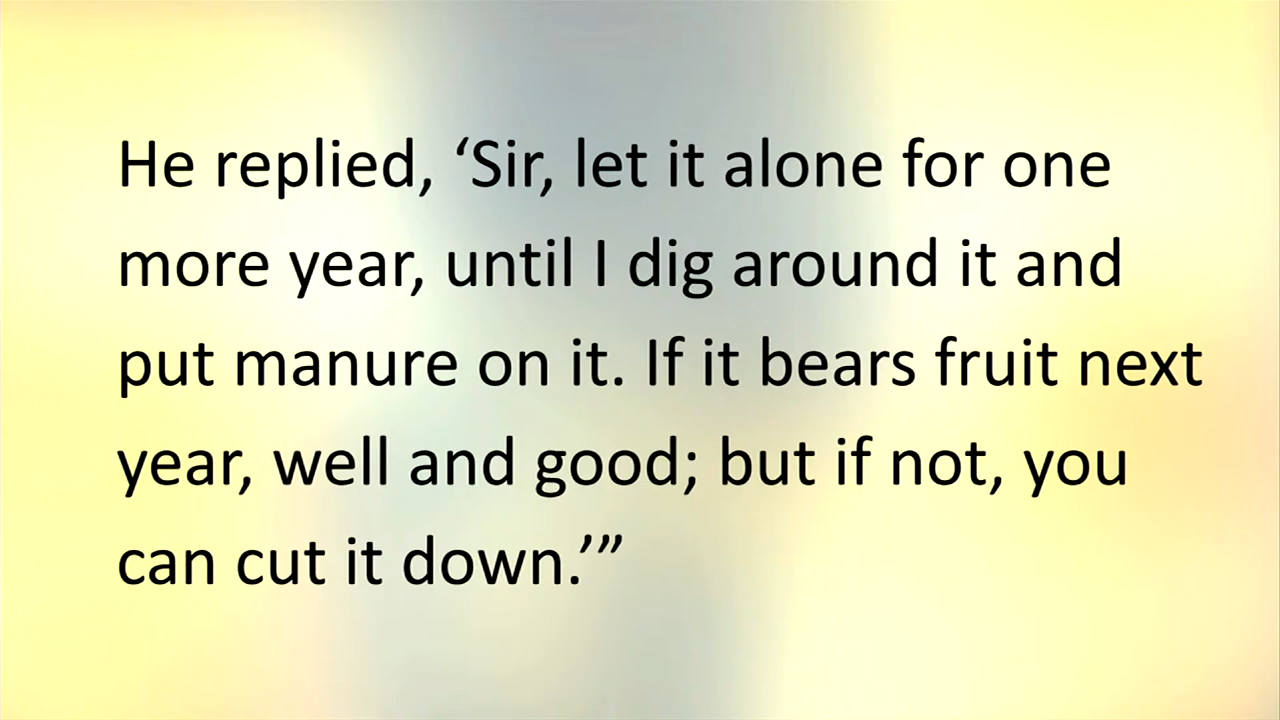 He replied, ‘Sir, let it alone for one
more year, until I dig around it and
put manure on it. If it bears fruit next
year, well and good; but if not, you
can cut it down.’”